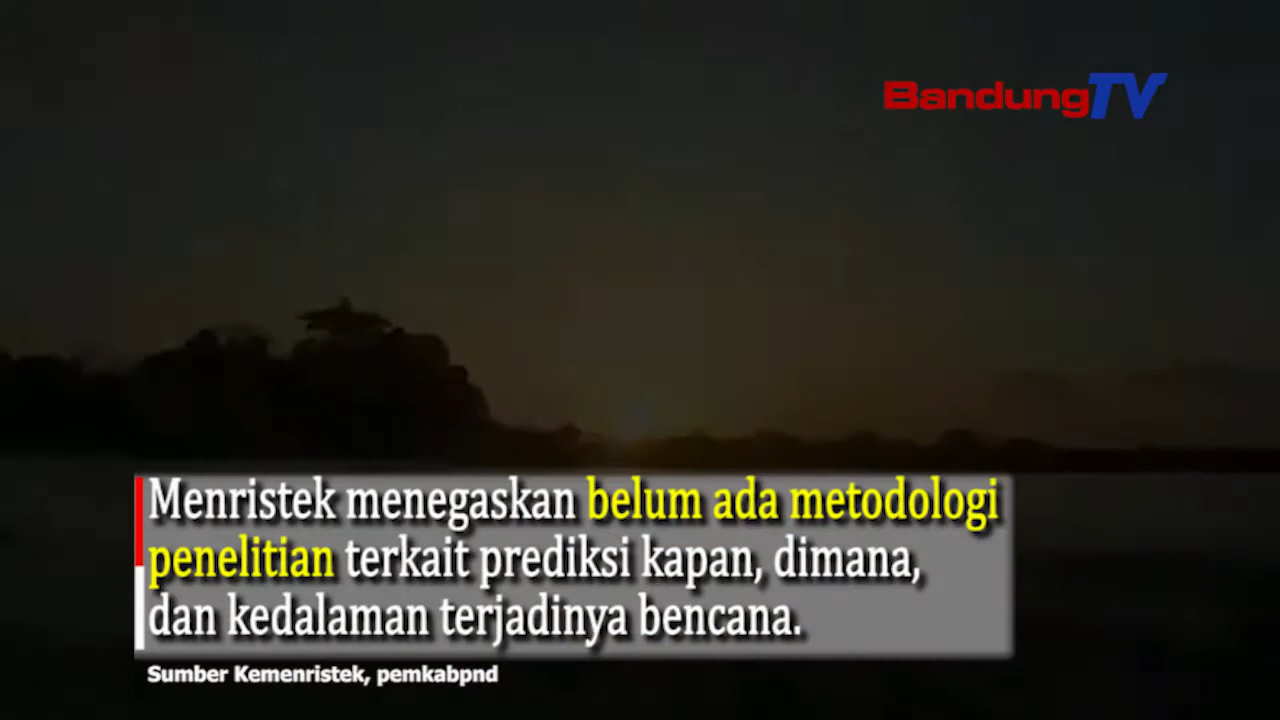 BandungTV
Menristek menegaskan belum ada metodologi
penelitian terkait prediksi kapan, dimana,
dan kedalaman terjadinya bencana.
Sumber Kemenristek, pemkabpnd